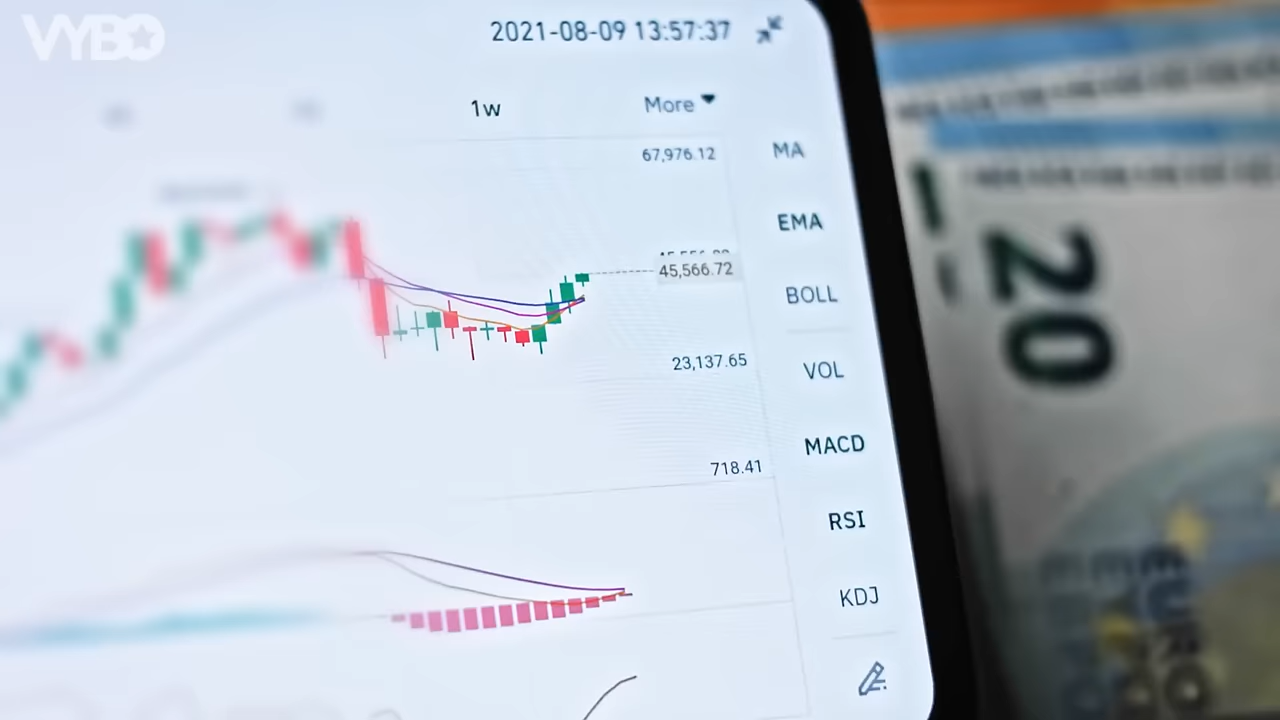 VYBO
2021-08-09 13:57:37
1w
More
67,976.12
MA
EMA
45,566.72
BOLL
23,137.65
VOL
MACD
718.41
RSI
KDJ
20
EURO